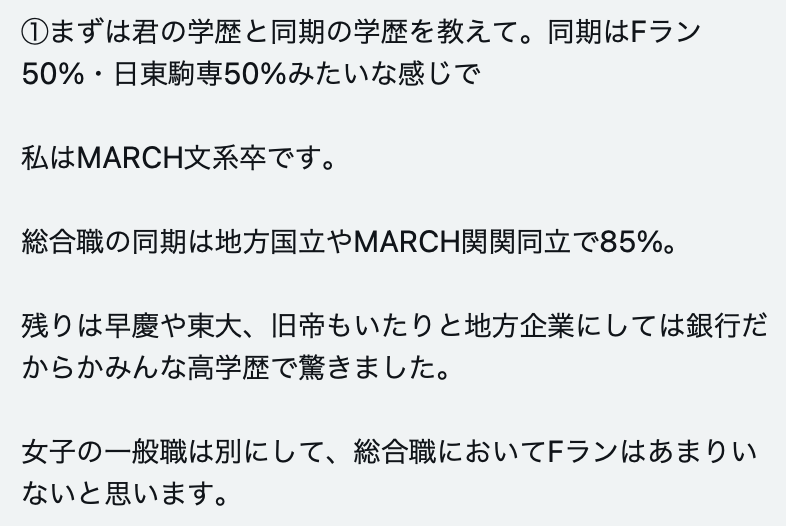 ①まずは君の学歴と同期の学歴を教えて。同期はFラン
50%・日東駒専50%みたいな感じで
私はMARCH文系卒です。
総合職の同期は地方国立やMARCH関関同立で85%。
残りは早慶や東大、旧帝もいたりと地方企業にしては銀行だ
からかみんな高学歴で驚きました。
女子の一般職は別にして、総合職においてFランはあまりい
ないと思います。